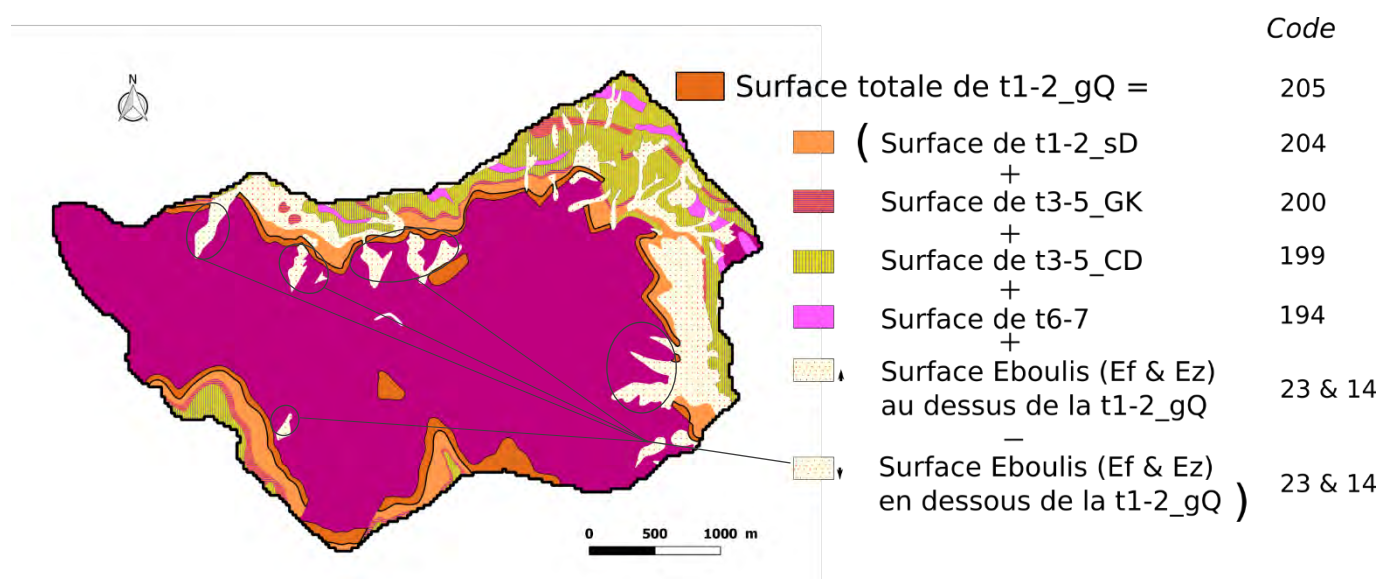 Code
N
Surface totale de t1-2_gQ = 205
( Surface de t1-2_sD 204
+
Surface de t3-5_GK 200
+
Surface de t3-5_CD 199
+
Surface de t6-7 194
+
Surface Eboulis (Ef & Ez)
au dessus de la t1-2_gQ 23 & 14
−
Surface Eboulis (Ef & Ez)
en dessous de la t1-2_gQ ) 23 & 14
0 500 1000 m